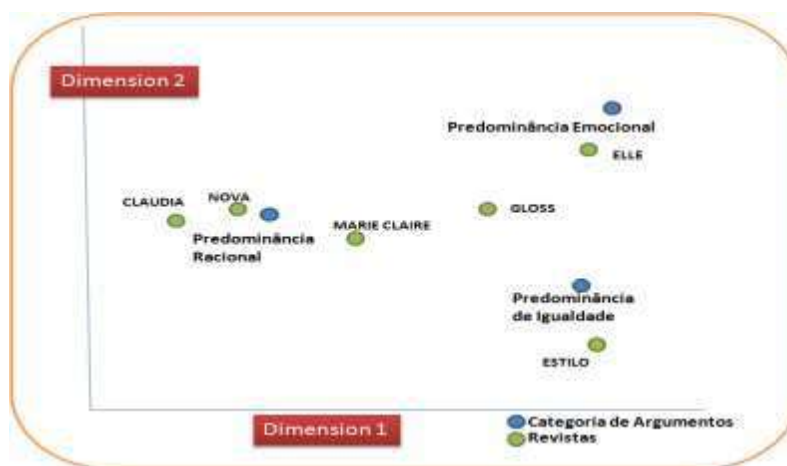 Dimension 2
Predominância Emocional
ELLE
CLAUDIA
NOVA
GLOSS
MARIE CLAIRE
Predominância
Racional
Predominância
de Igualdade
ESTILO
Dimension 1
Categoria de Argumentos
Revistas